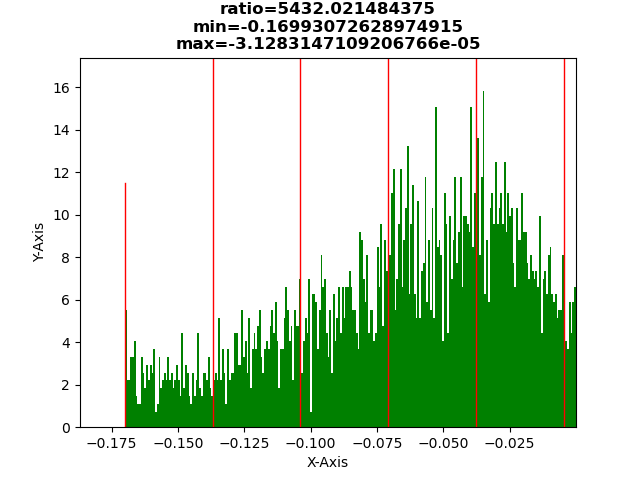 ratio=5432.021484375
min=-0.16993072628974915
max=-3.1283147109206766e-05
16
14
12
10
8
6
4
2
0
Y-Axis
−0.175 −0.150 −0.125 −0.100 −0.075 −0.050 −0.025
X-Axis